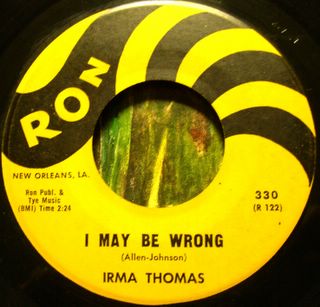 RON
NEW ORLEANS, LA.
Ron Publ. &
Tye Music
(BMI) Time 2:24
330
(R 122)
I MAY BE WRONG
(Allen-Johnson)
IRMA THOMAS